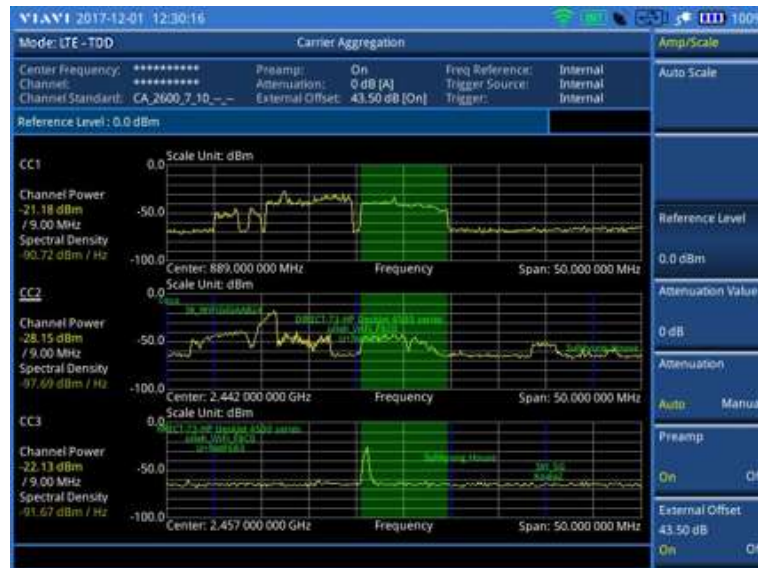 VIAVI 2017-12-01 12:30:16
100%
Mode: LTE - TDD
Carrier Aggregation
Amp/Scale
Center Frequency: **********
Preamp: On
Freq Reference: Internal
Channel: **********
Attenuation: 0 dB [A]
Trigger Source: Internal
Channel Standard: CA_2600_7_10_--_--
External Offset: 43.50 dB [On]
Trigger: Internal
Auto Scale
Reference Level : 0.0 dBm
CC1
Scale Unit: dBm
0.0
Channel Power
-21.18 dBm
/ 9.00 MHz
Spectral Density
-90.72 dBm / Hz
-50.0
-100.0
Center: 889.000 000 MHz
Frequency
Span: 50.000 000 MHz
Reference Level
0.0 dBm
CC2
Scale Unit: dBm
0.0
DIRECT-73-HP DeskJet 4500 series
Channel Power
-28.15 dBm
/ 9.00 MHz
Spectral Density
-97.69 dBm / Hz
-50.0
-100.0
Center: 2.442 000 000 GHz
Frequency
Span: 50.000 000 MHz
Attenuation Value
0 dB
Attenuation
Auto
CC3
Scale Unit: dBm
0.0
Channel Power
-22.13 dBm
/ 9.00 MHz
Spectral Density
-91.67 dBm / Hz
-50.0
-100.0
Center: 2.457 000 000 GHz
Frequency
Span: 50.000 000 MHz
Preamp
On
External Offset
43.50 dB
On